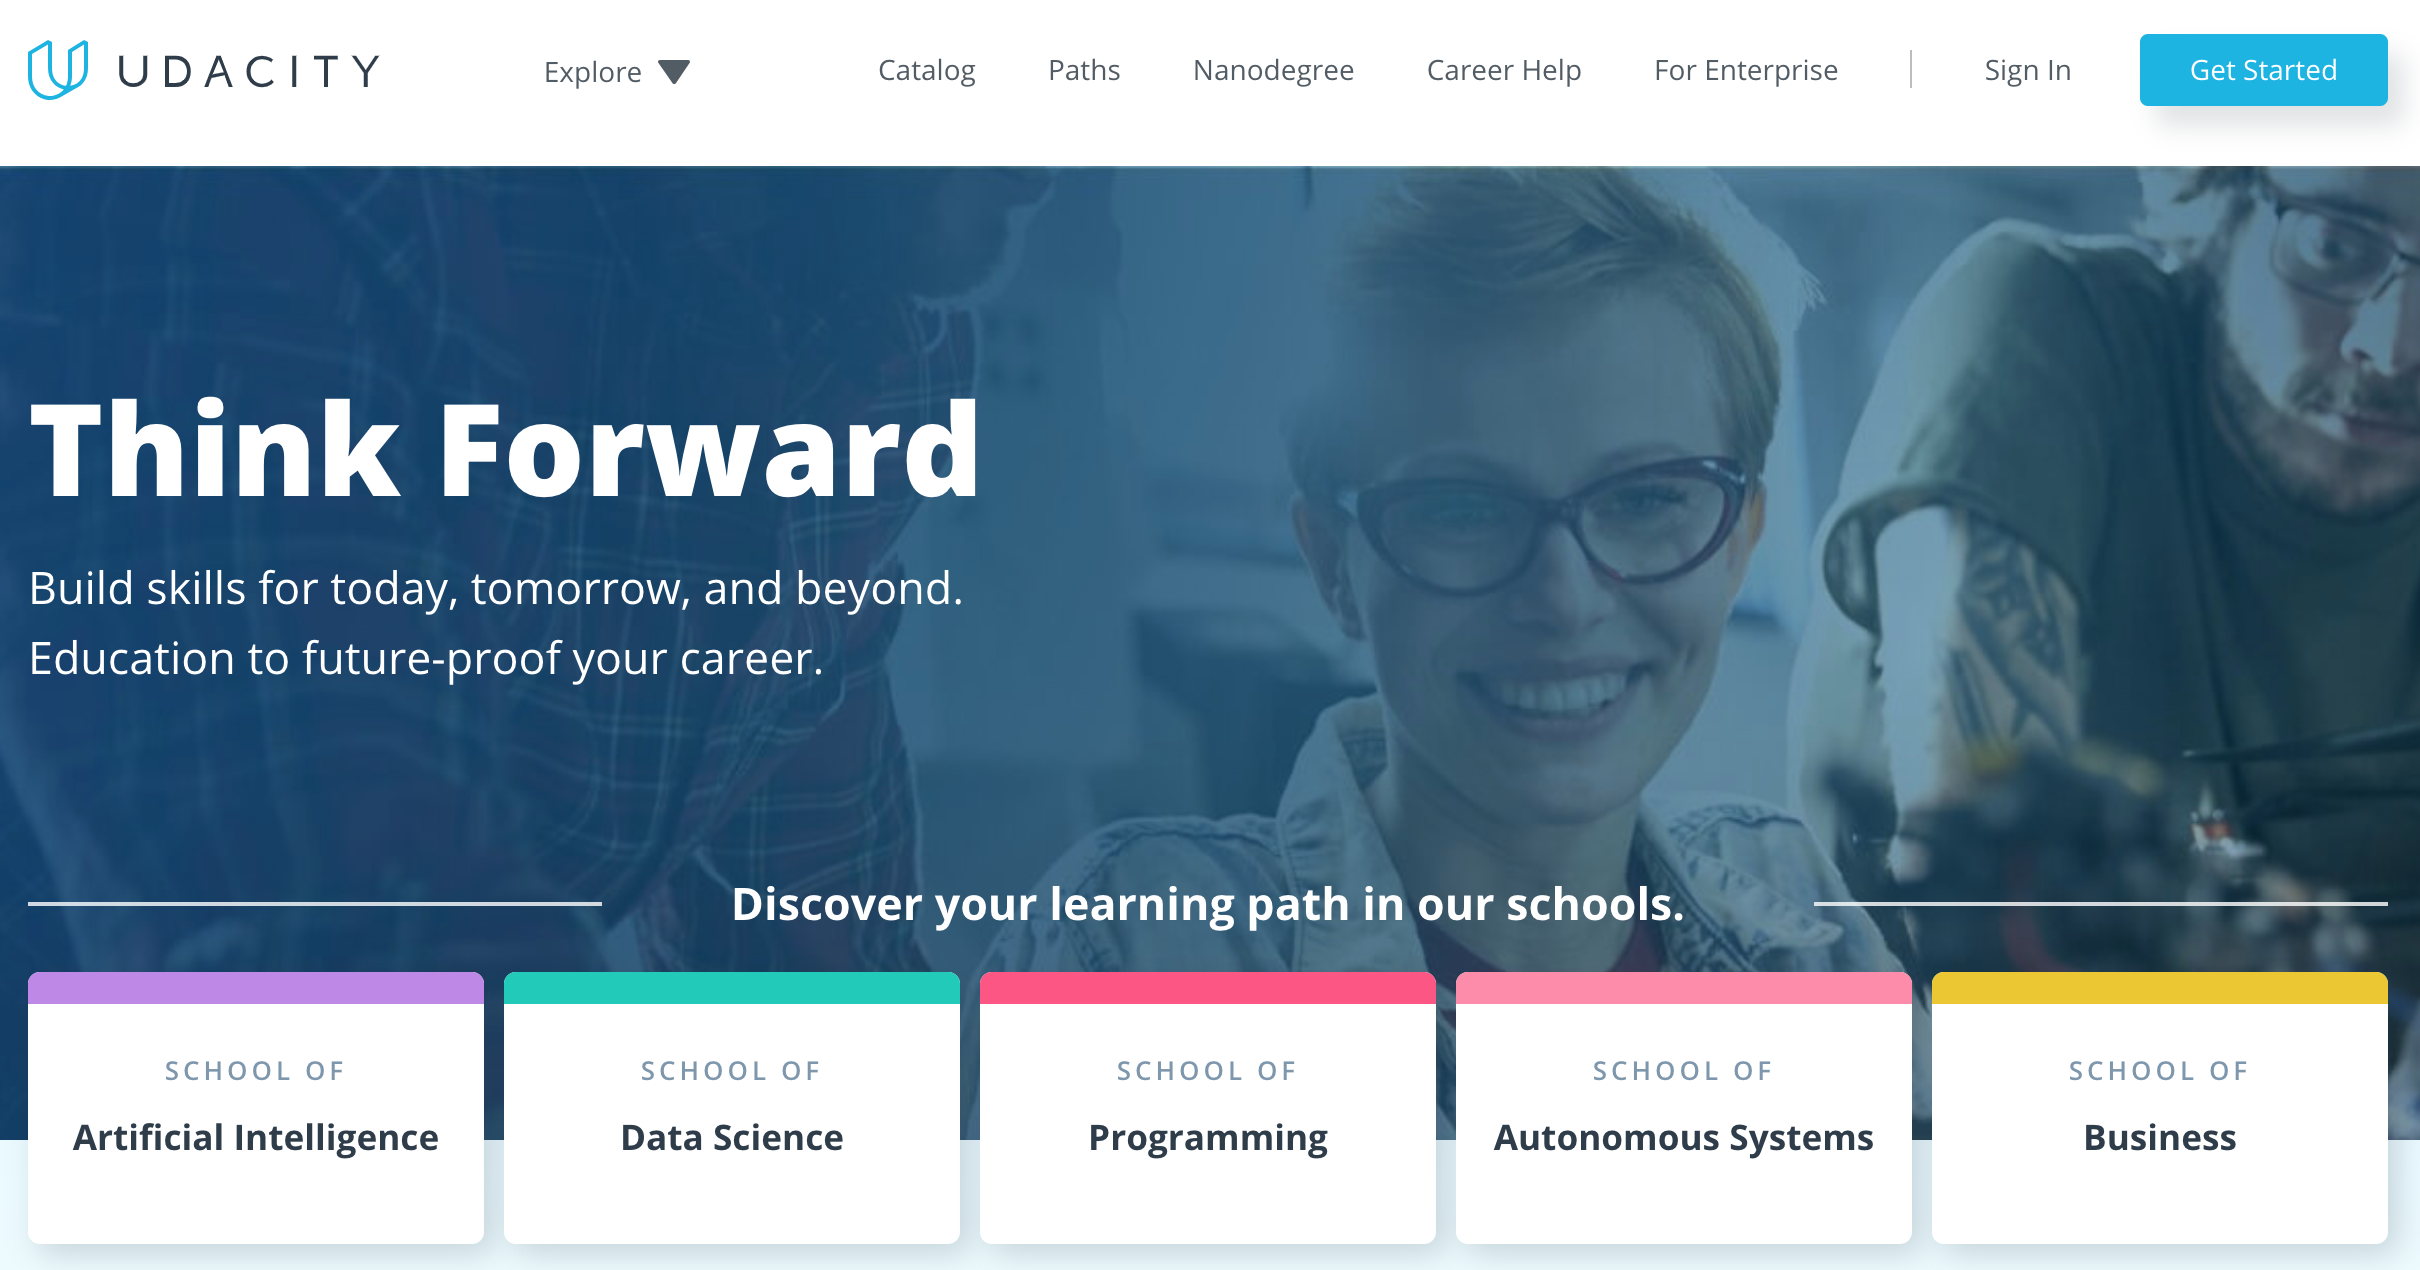 UDACITY
Explore
Catalog
Paths
Nanodegree
Career Help
For Enterprise
Sign In
Get Started
Think Forward
Build skills for today, tomorrow, and beyond.
Education to future-proof your career.
Discover your learning path in our schools.
SCHOOL OF
Artificial Intelligence
SCHOOL OF
Data Science
SCHOOL OF
Programming
SCHOOL OF
Autonomous Systems
SCHOOL OF
Business